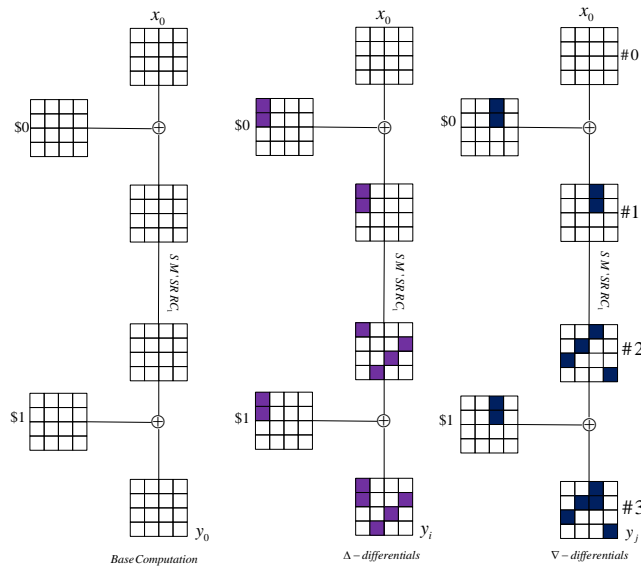 x₀ x₀ x₀
#0
$0 $0 $0
#1
S M'SR RC₁ S M'SR RC₁ S M'SR RC₁
#2
$1 $1 $1
#3
y₀ yᵢ yⱼ
Base Computation Δ – differentials ∇ – differentials